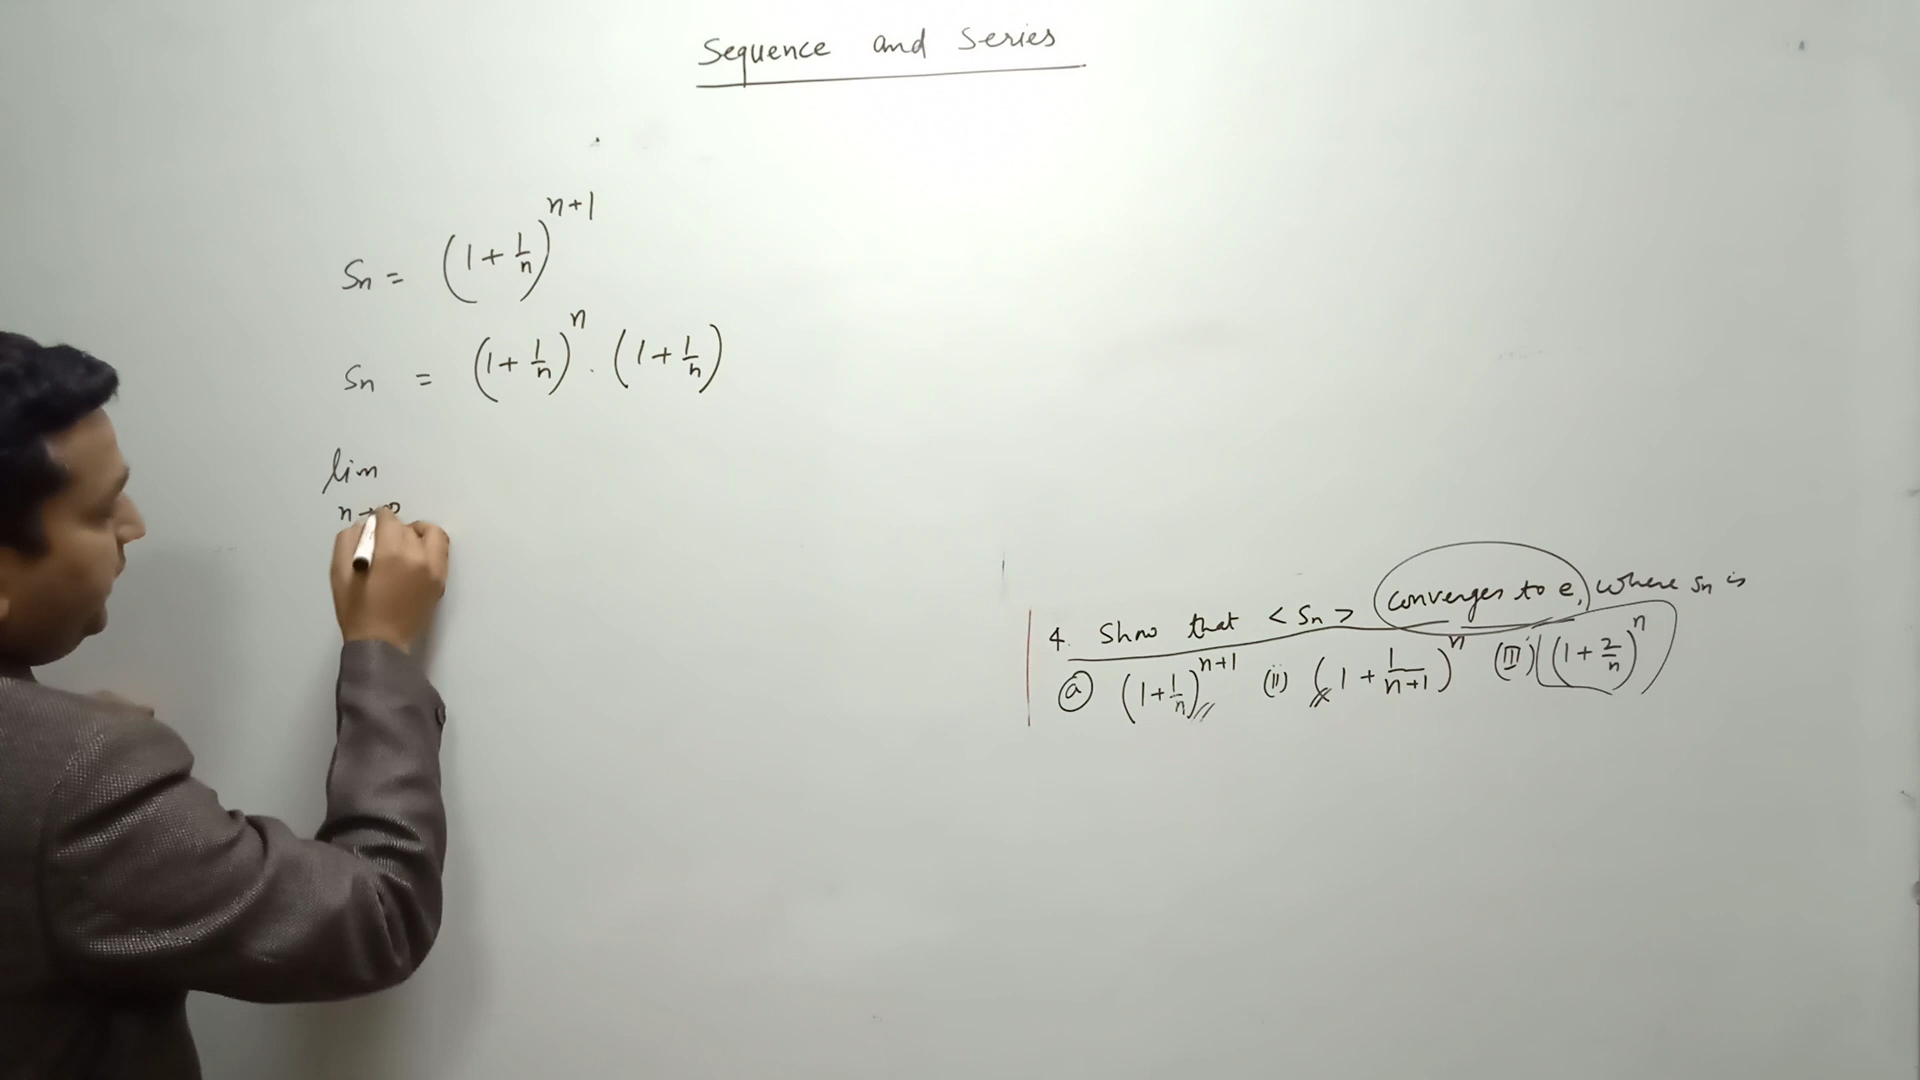 Sequence and Series
Sn = (1 + 1/n)^(n+1)
Sn = (1 + 1/n)^n . (1 + 1/n)
lim
n→∞
4. Show that < Sn > converges to e, where Sn is
(a) (1 + 1/n)^(n+1) (ii) (1 + 1/(n+1))^n (III) (1 + 2/n)^n